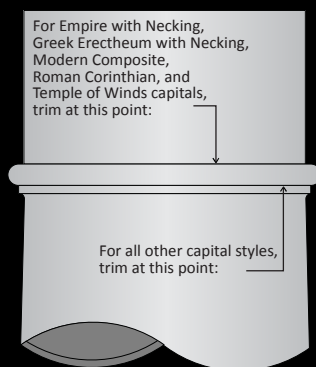 For Empire with Necking,
Greek Erectheum with Necking,
Modern Composite,
Roman Corinthian, and
Temple of Winds capitals,
trim at this point:
For all other capital styles,
trim at this point: